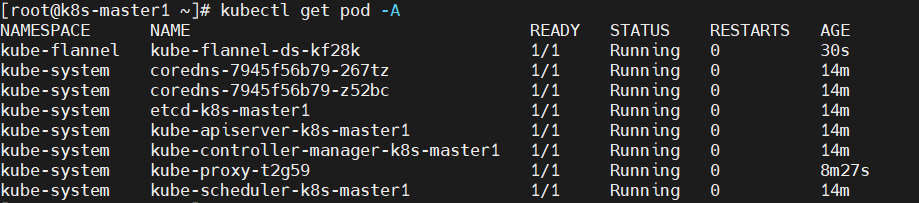 [root@k8s-master1 ~]# kubectl get pod -A
NAMESPACE NAME READY STATUS RESTARTS AGE
kube-flannel kube-flannel-ds-kf28k 1/1 Running 0 30s
kube-system coredns-7945f56b79-267tz 1/1 Running 0 14m
kube-system coredns-7945f56b79-z52bc 1/1 Running 0 14m
kube-system etcd-k8s-master1 1/1 Running 0 14m
kube-system kube-apiserver-k8s-master1 1/1 Running 0 14m
kube-system kube-controller-manager-k8s-master1 1/1 Running 0 14m
kube-system kube-proxy-t2g59 1/1 Running 0 8m27s
kube-system kube-scheduler-k8s-master1 1/1 Running 0 14m